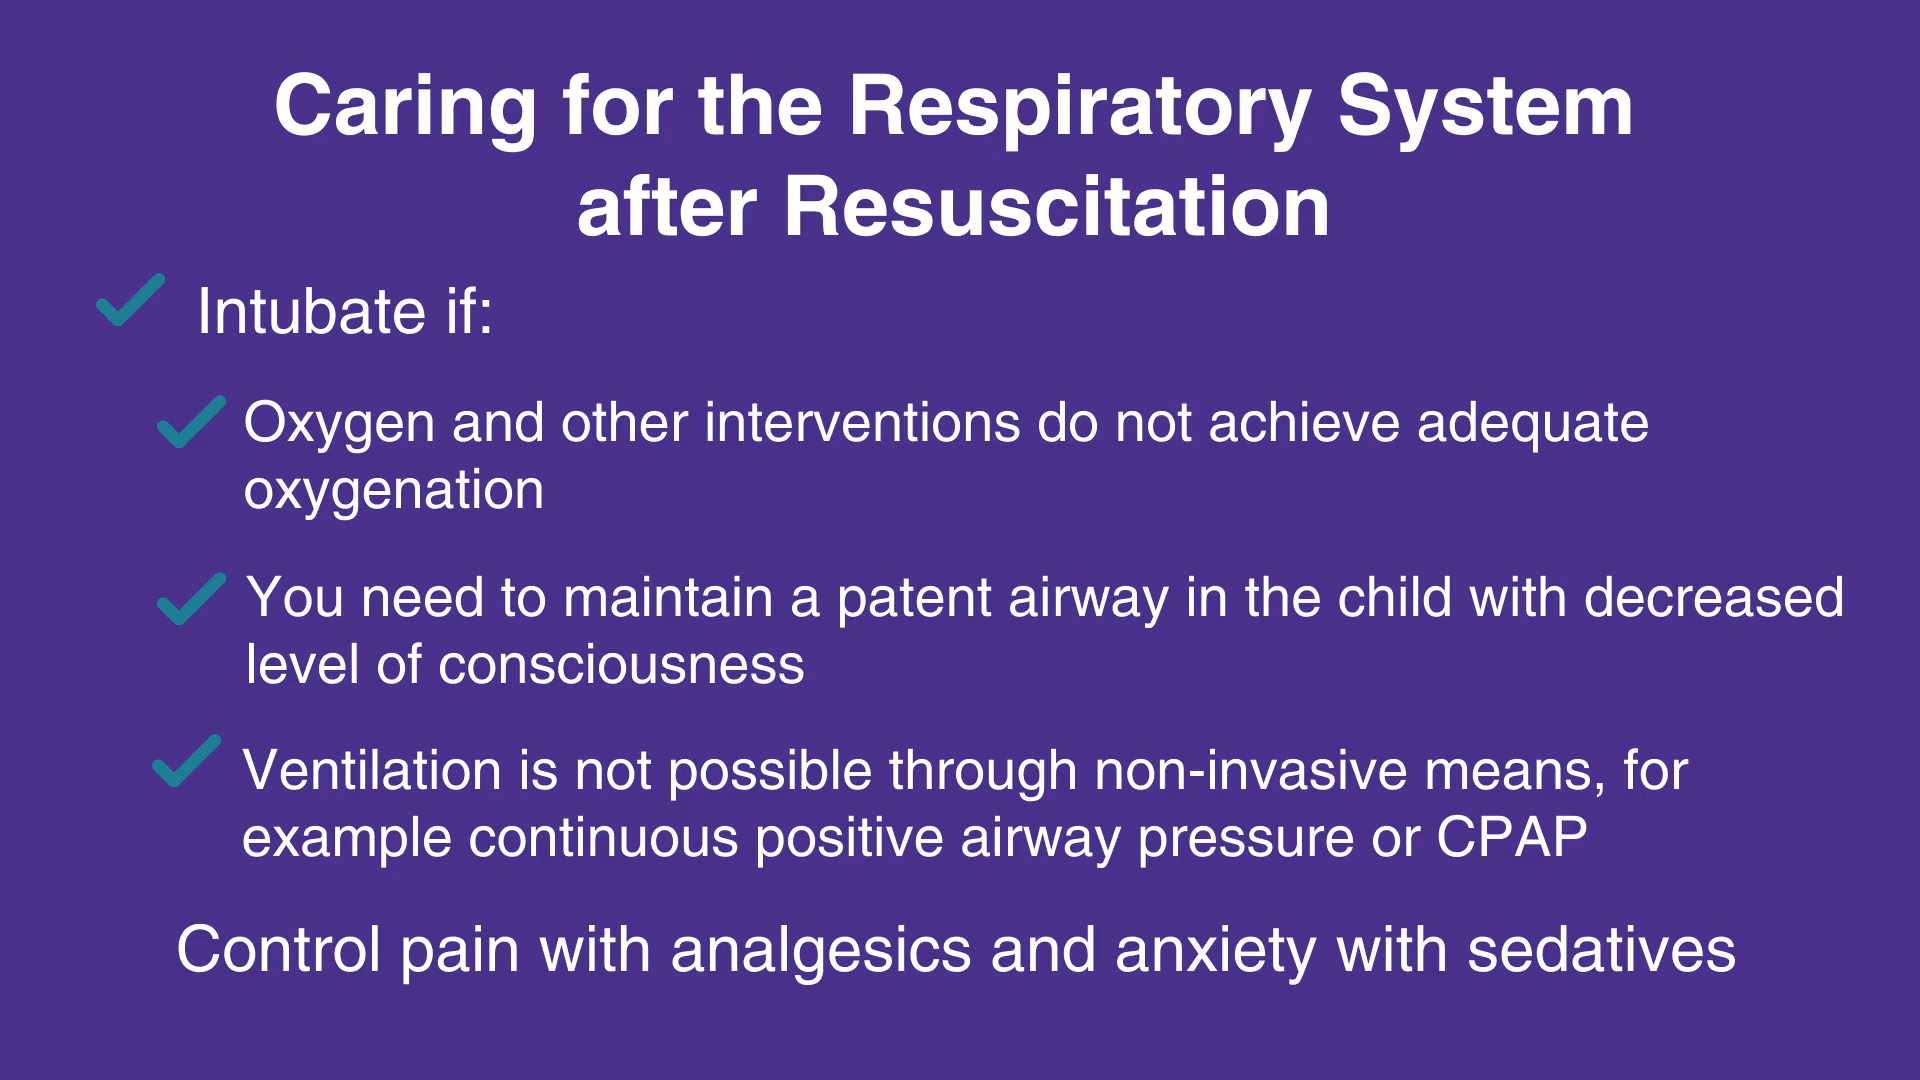 Caring for the Respiratory System
after Resuscitation
Intubate if:
Oxygen and other interventions do not achieve adequate
oxygenation
You need to maintain a patent airway in the child with decreased
level of consciousness
Ventilation is not possible through non-invasive means, for
example continuous positive airway pressure or CPAP
Control pain with analgesics and anxiety with sedatives